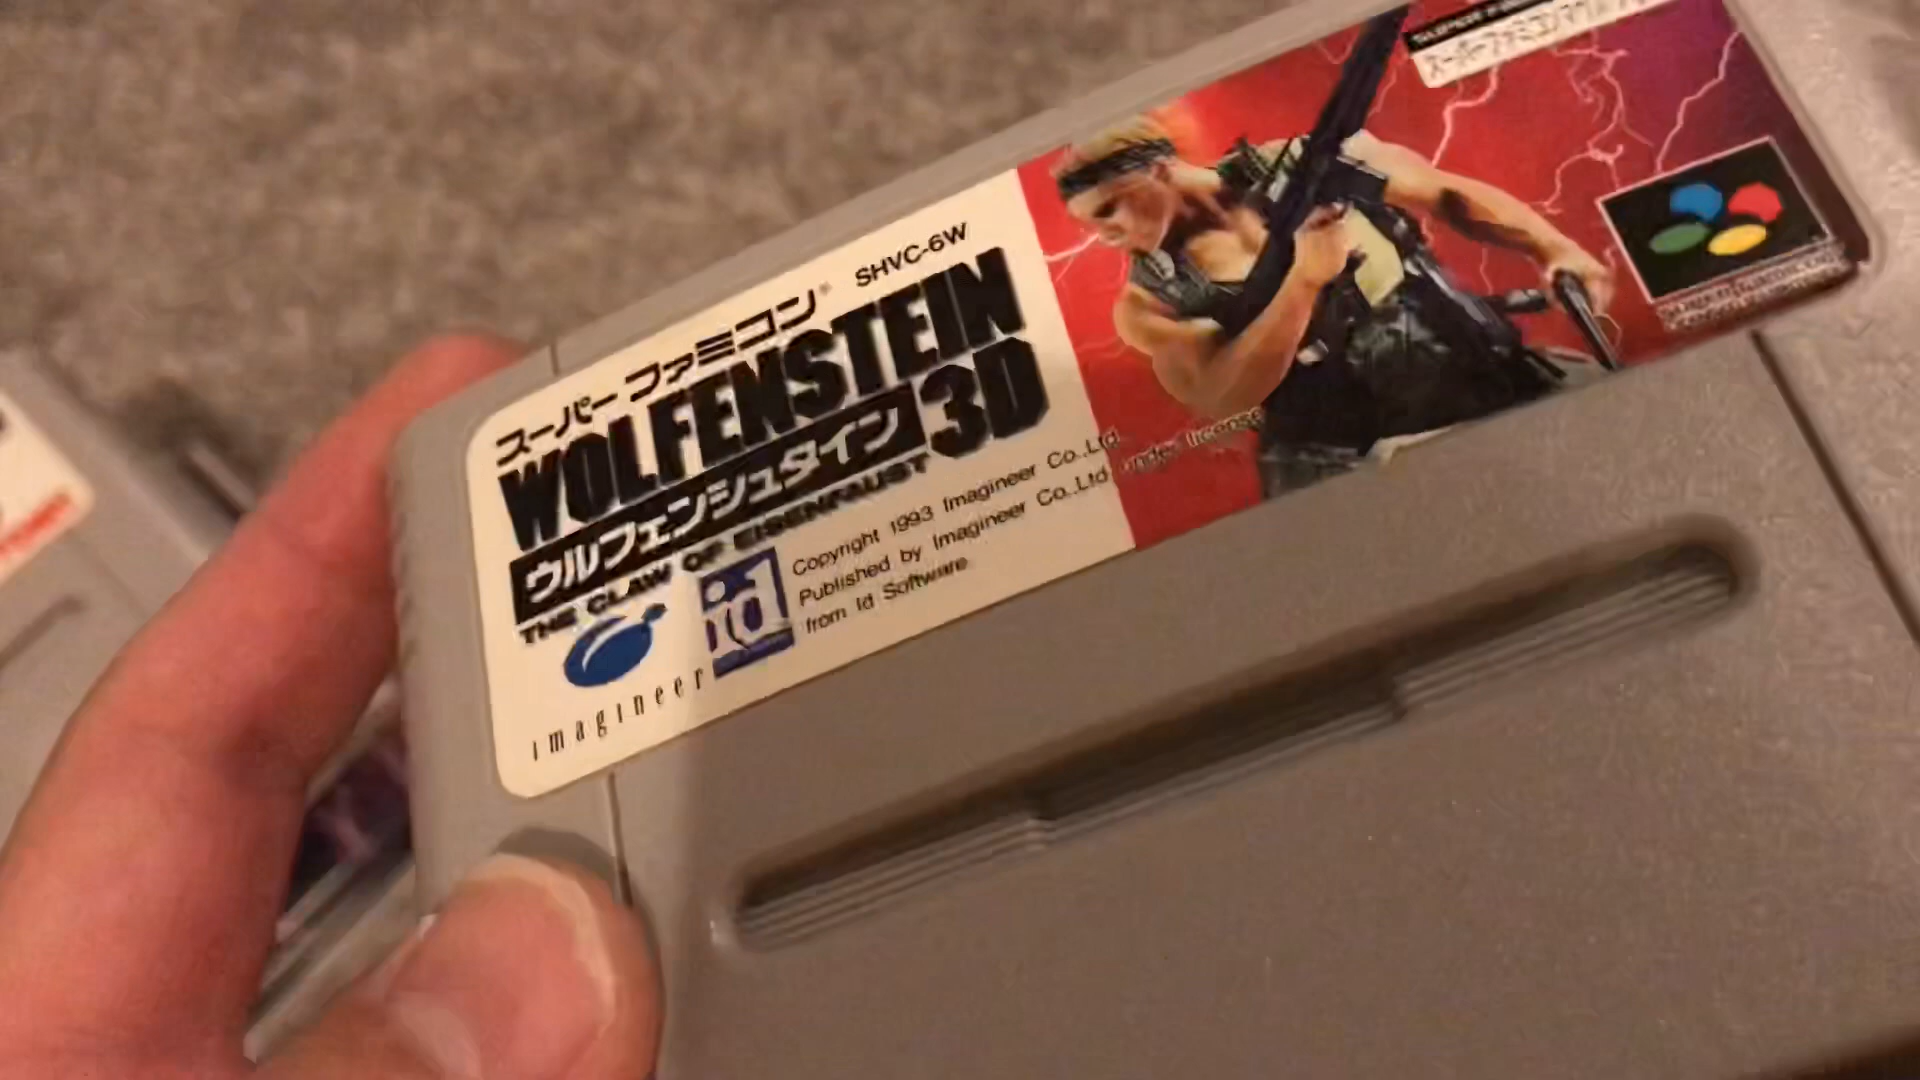 スーパー ファミコン® SHVC-6W
WOLFENSTEIN 3D
ウルフェンシュタイン
THE CLAW OF EISENFAUST
id
Copyright 1993 Imagineer Co.,Ltd.
Published by Imagineer Co.,Ltd under license
from Id Software
imagineer